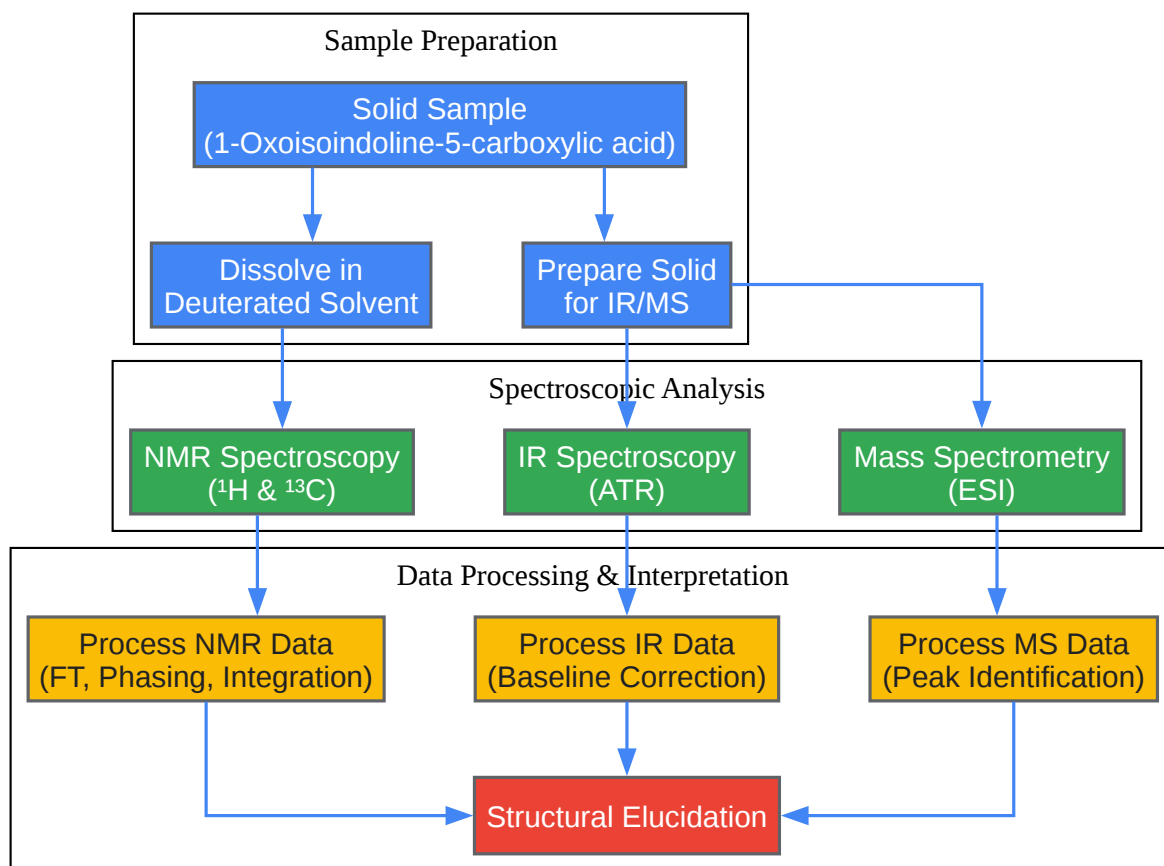 Sample Preparation
Solid Sample
(1-Oxoisoindoline-5-carboxylic acid)
Dissolve in
Deuterated Solvent
Prepare Solid
for IR/MS
Spectroscopic Analysis
NMR Spectroscopy
(¹H & ¹³C)
IR Spectroscopy
(ATR)
Mass Spectrometry
(ESI)
Data Processing & Interpretation
Process NMR Data
(FT, Phasing, Integration)
Process IR Data
(Baseline Correction)
Process MS Data
(Peak Identification)
Structural Elucidation